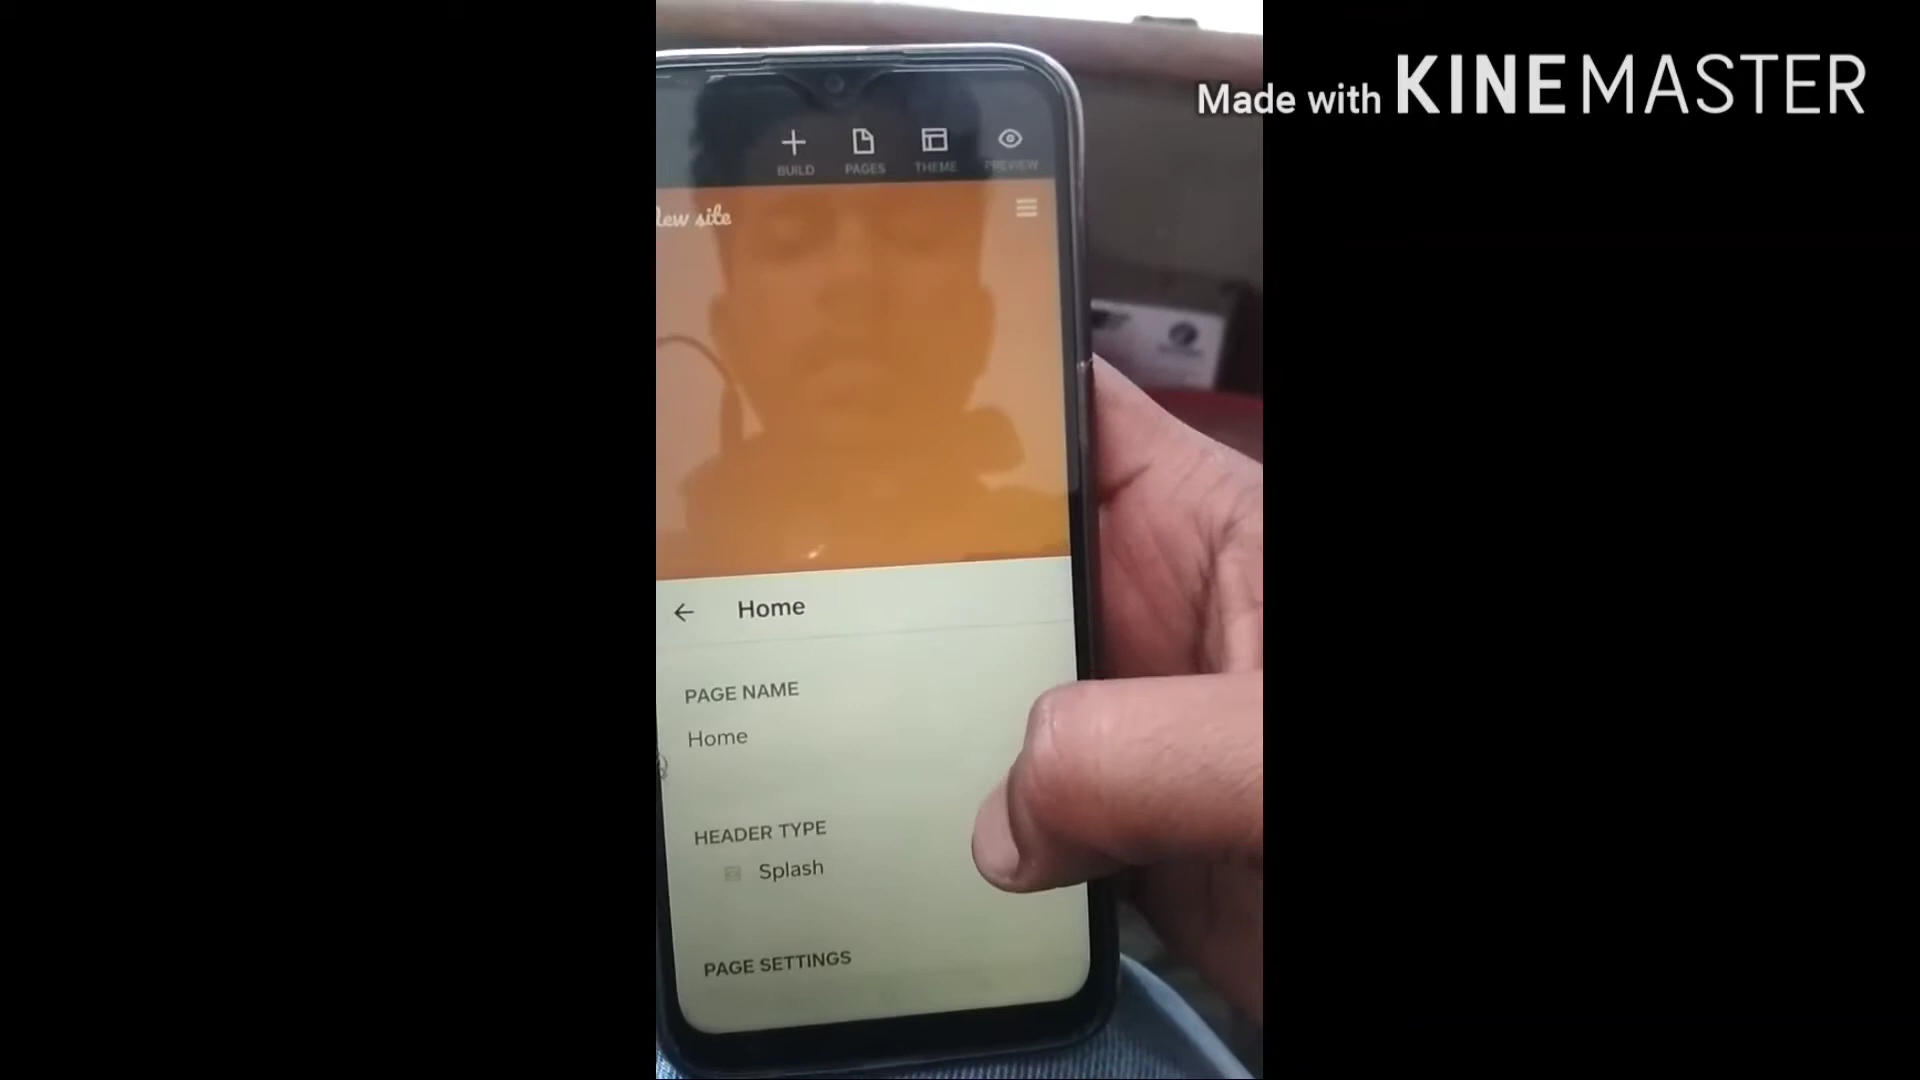 Made with KINEMASTER
BUILD PAGES THEME PREVIEW
New site
Home
PAGE NAME
Home
HEADER TYPE
Splash
PAGE SETTINGS